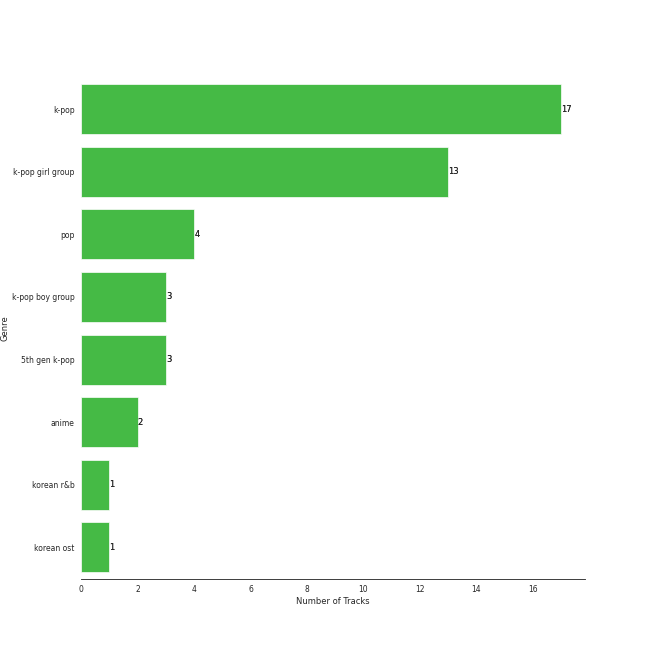 k-pop 17
k-pop girl group 13
pop 4
k-pop boy group 3
5th gen k-pop 3
anime 2
korean r&b 1
korean ost 1
Genre
0 2 4 6 8 10 12 14 16
Number of Tracks